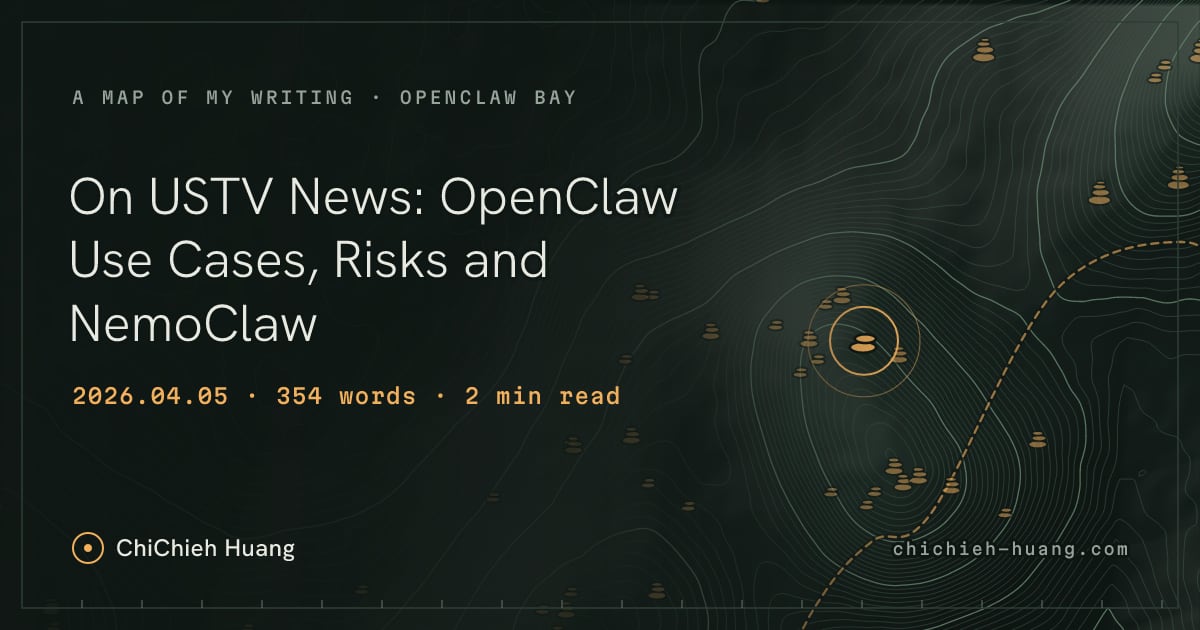 A MAP OF MY WRITING · OPENCLAW BAY
On USTV News: OpenClaw
Use Cases, Risks and
NemoClaw
2026.04.05 · 354 words · 2 min read
ChiChieh Huang
chichieh-huang.com